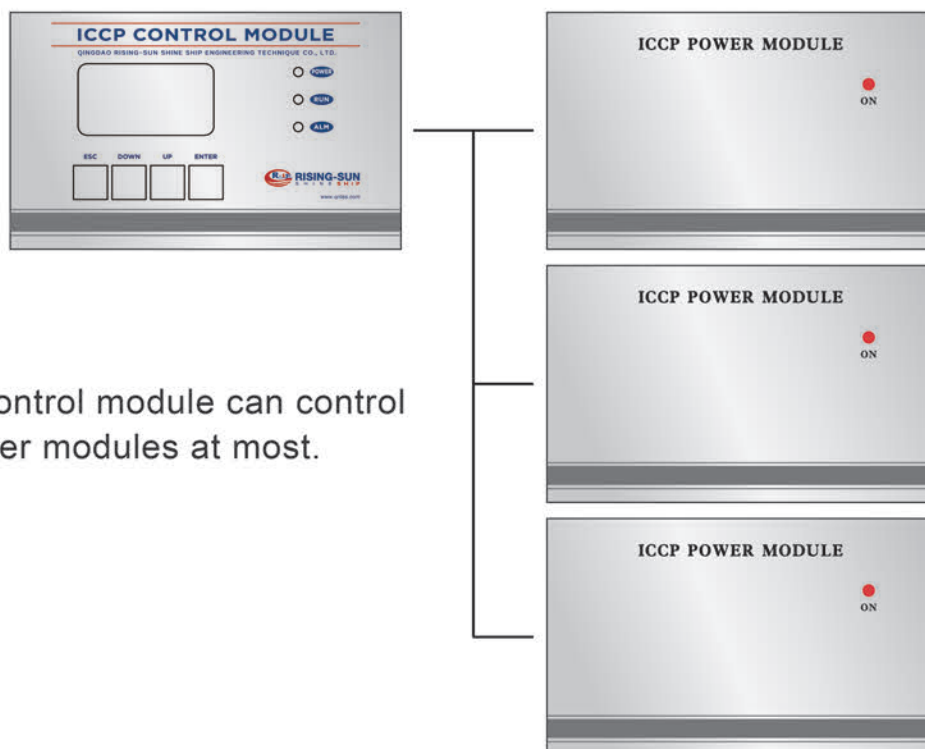 ICCP CONTROL MODULE
QINGDAO RISING-SUN SHINE SHIP ENGINEERING TECHNIQUE CO., LTD.
POWER
RUN
ALM
ESC DOWN UP ENTER
RISING-SUN
SHINE SHIP
ICCP POWER MODULE
ON
ontrol module can control
er modules at most.
ICCP POWER MODULE
ON
ICCP POWER MODULE
ON